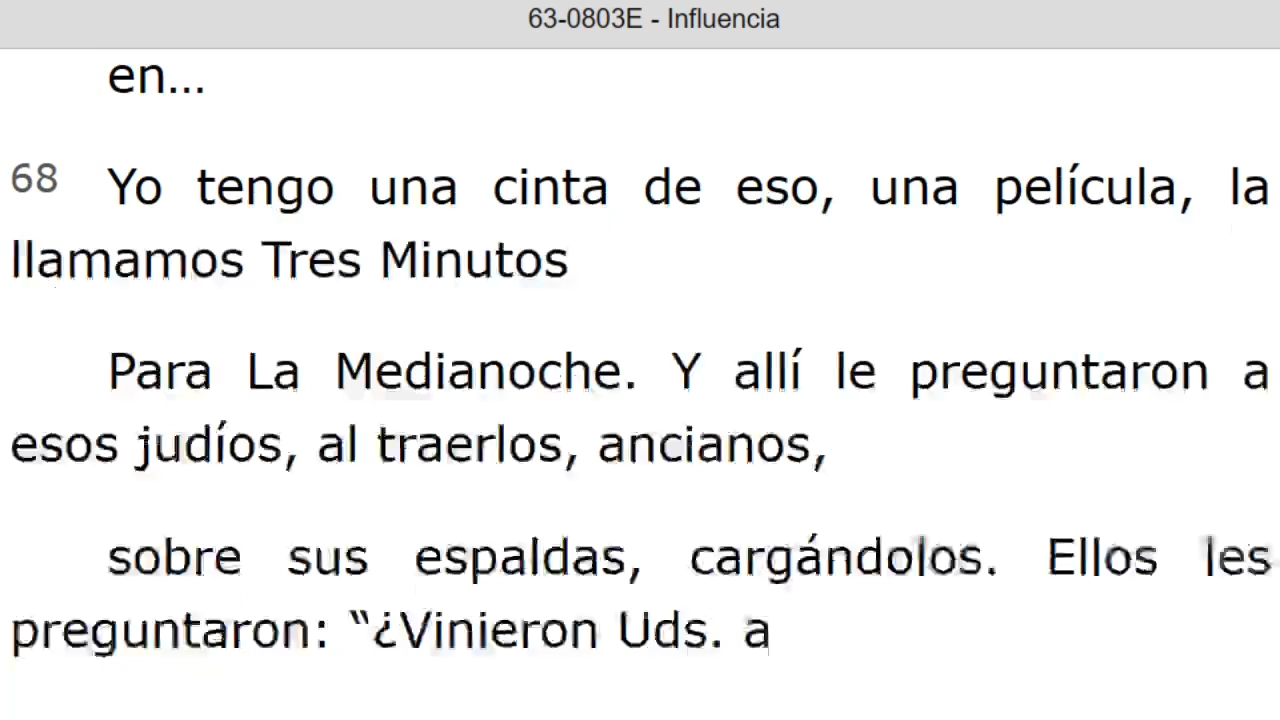 63-0803E - Influencia
en...
68 Yo tengo una cinta de eso, una película, la
llamamos Tres Minutos
Para La Medianoche. Y allí le preguntaron a
esos judíos, al traerlos, ancianos,
sobre sus espaldas, cargándolos. Ellos les
preguntaron: “¿Vinieron Uds. a